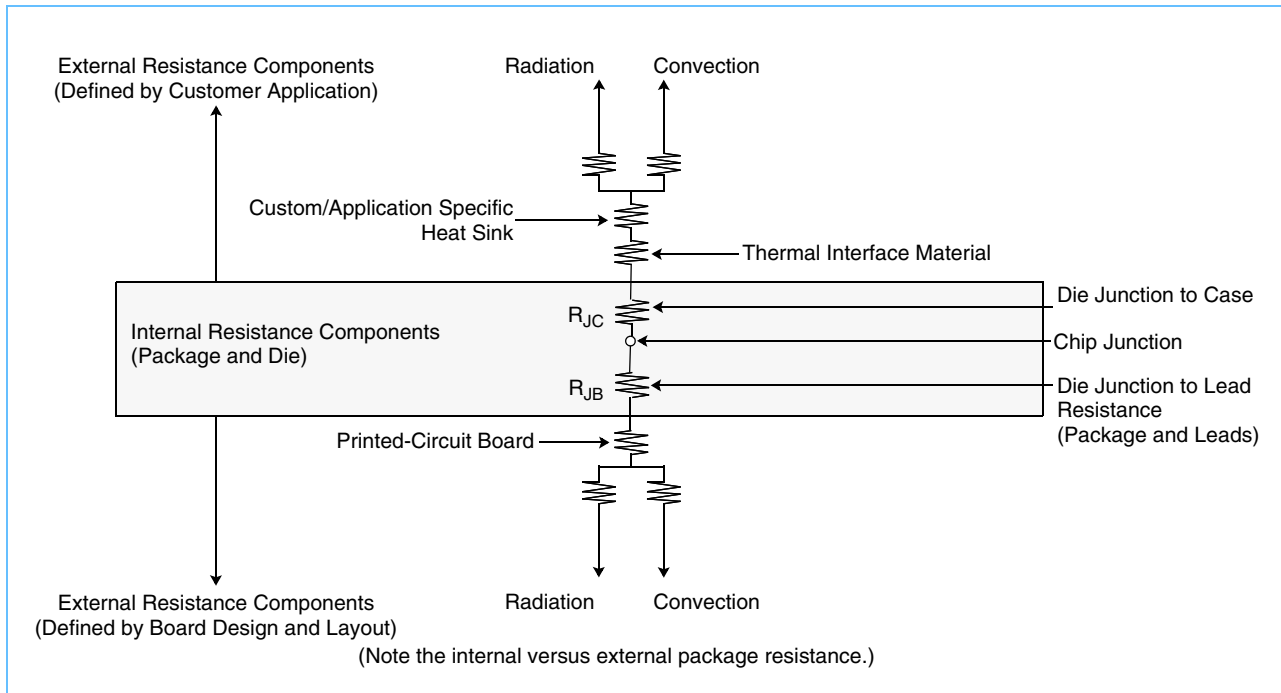 External Resistance Components
(Defined by Customer Application)
Radiation
Convection
Custom/Application Specific
Heat Sink
Thermal Interface Material
Internal Resistance Components
(Package and Die)
RJC
Die Junction to Case
Chip Junction
RJB
Die Junction to Lead
Resistance
(Package and Leads)
Printed-Circuit Board
External Resistance Components
(Defined by Board Design and Layout)
Radiation
Convection
(Note the internal versus external package resistance.)